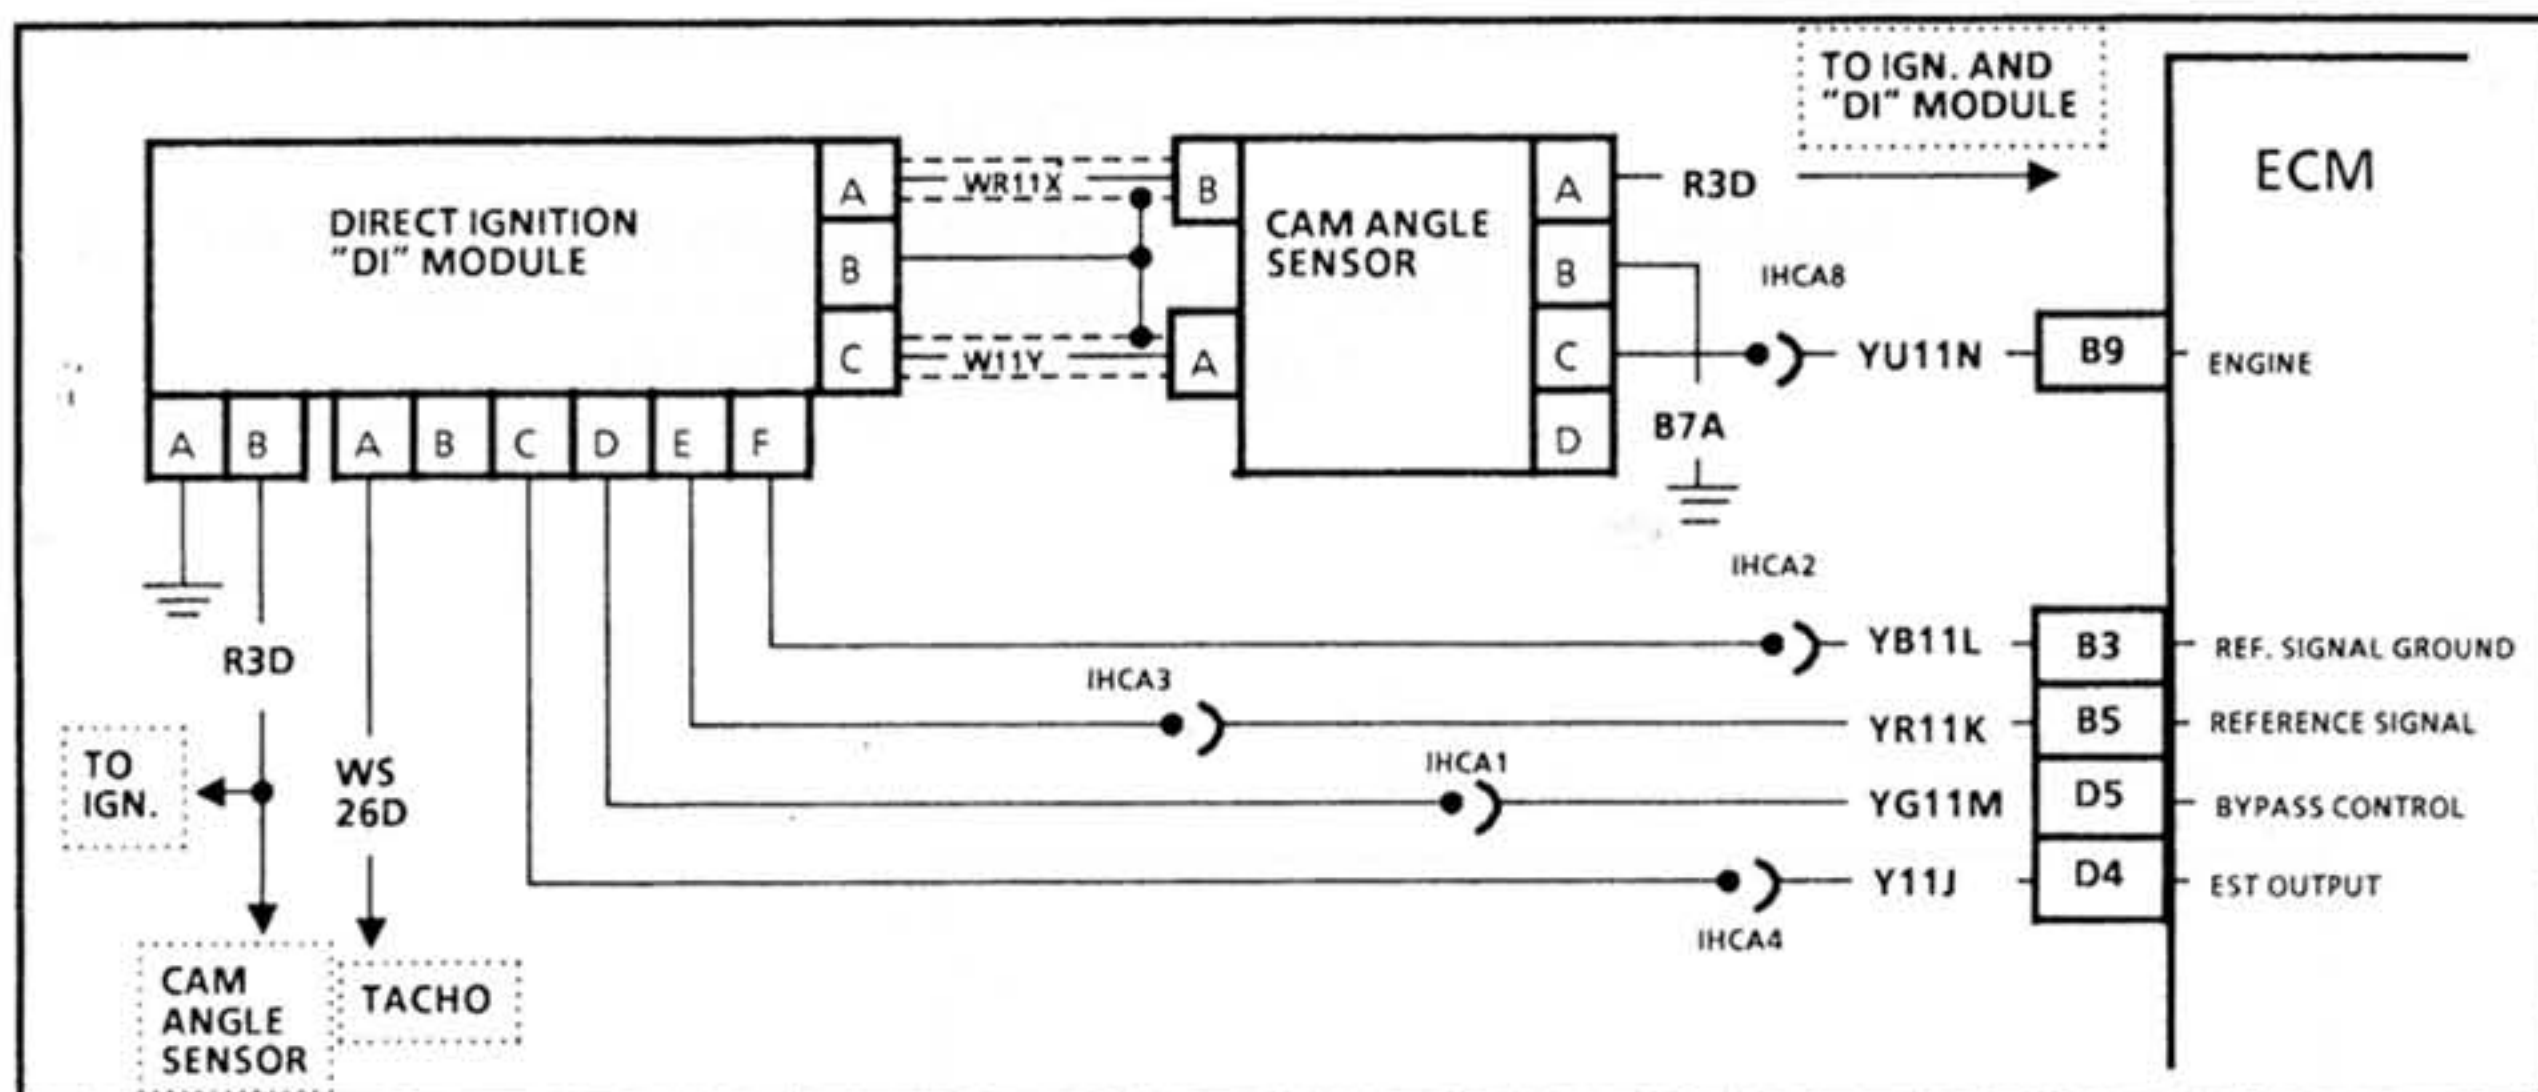 TO IGN. AND
"DI" MODULE
ECM
DIRECT IGNITION
"DI" MODULE
A
B
C
WR11X
W11Y
B
A
CAM ANGLE
SENSOR
A
B
C
D
R3D
IHCA8
YU11N
B9
ENGINE
B7A
A B
A B C D E F
IHCA2
YB11L
B3
REF. SIGNAL GROUND
R3D
IHCA3
YR11K
B5
REFERENCE SIGNAL
TO
IGN.
WS
26D
IHCA1
YG11M
D5
BYPASS CONTROL
Y11J
D4
EST OUTPUT
IHCA4
CAM
ANGLE
SENSOR
TACHO